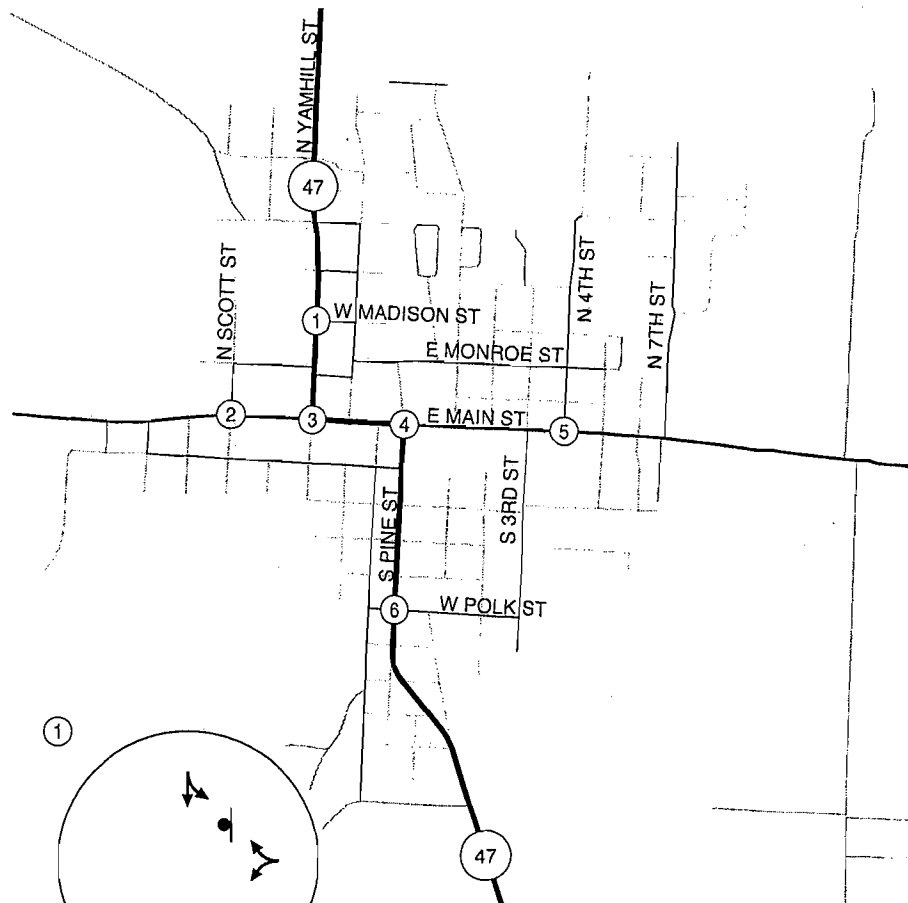 N YAMHILL ST
47
N SCOTT ST
N 4TH ST
N 7TH ST
1
W MADISON ST
E MONROE ST
2
3
4
E MAIN ST
5
S PINE ST
S 3RD ST
6
W POLK ST
1
47